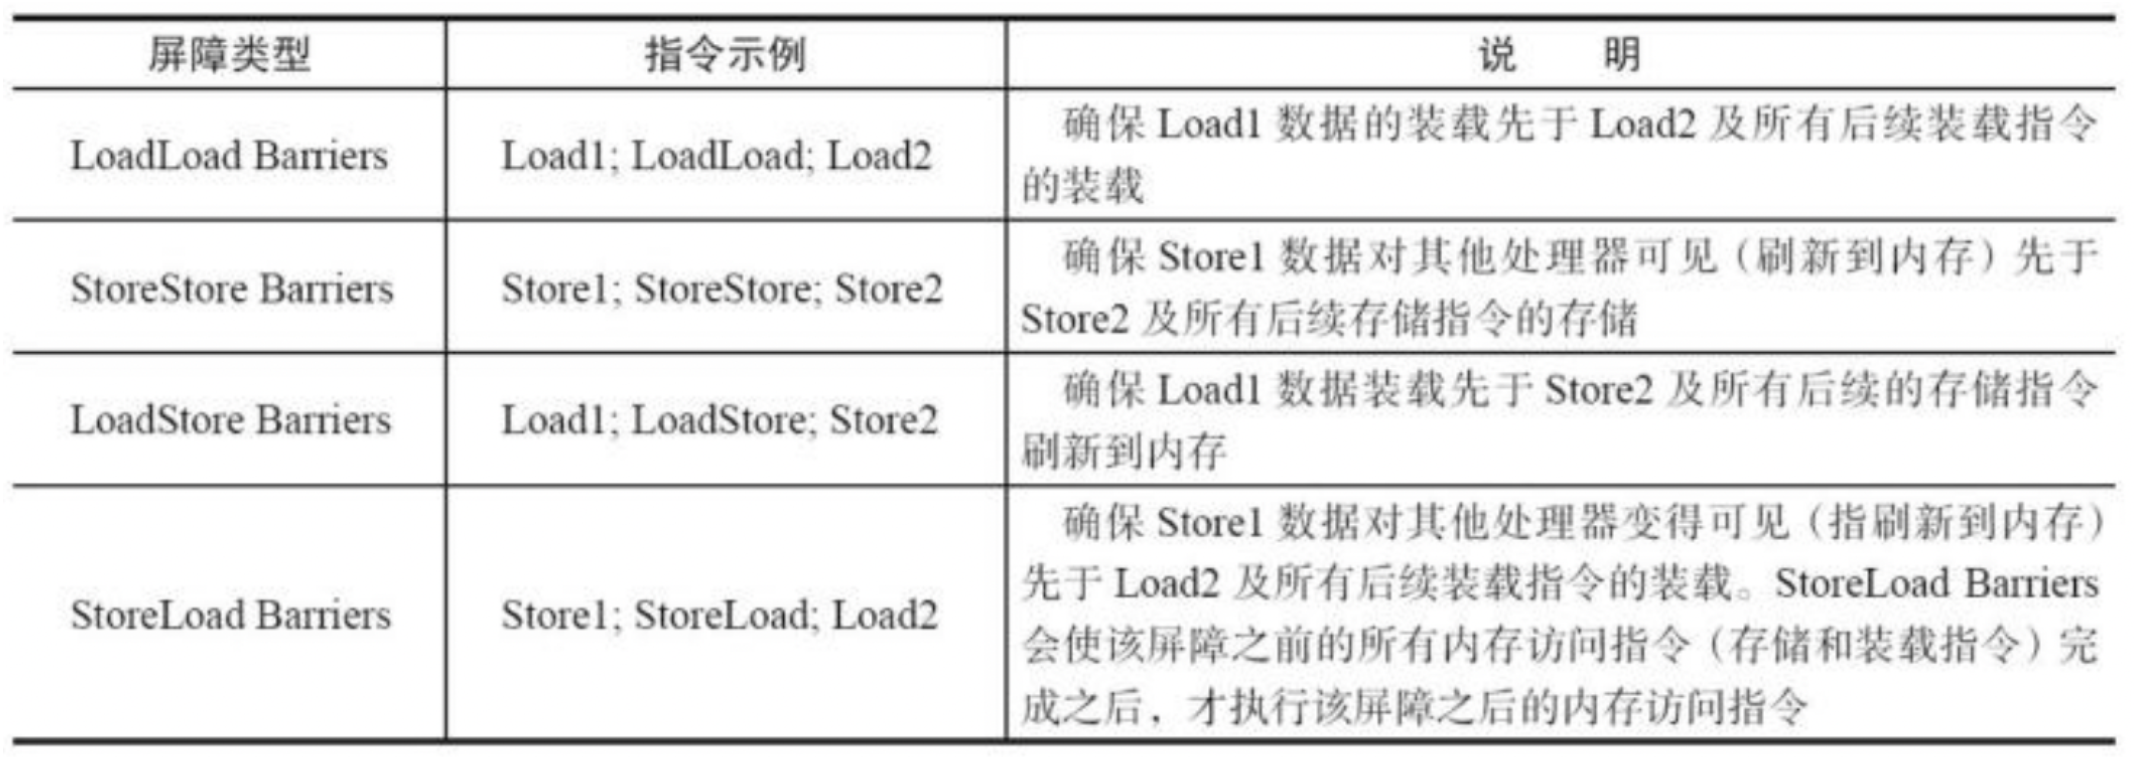 屏障类型 指令示例 说 明
LoadLoad Barriers Load1; LoadLoad; Load2 确保 Load1 数据的装载先于 Load2 及所有后续装载指令
的装载
StoreStore Barriers Store1; StoreStore; Store2 确保 Store1 数据对其他处理器可见（刷新到内存）先于
Store2 及所有后续存储指令的存储
LoadStore Barriers Load1; LoadStore; Store2 确保 Load1 数据装载先于 Store2 及所有后续的存储指令
刷新到内存
StoreLoad Barriers Store1; StoreLoad; Load2 确保 Store1 数据对其他处理器变得可见（指刷新到内存）
先于 Load2 及所有后续装载指令的装载。StoreLoad Barriers
会使该屏障之前的所有内存访问指令（存储和装载指令）完
成之后，才执行该屏障之后的内存访问指令